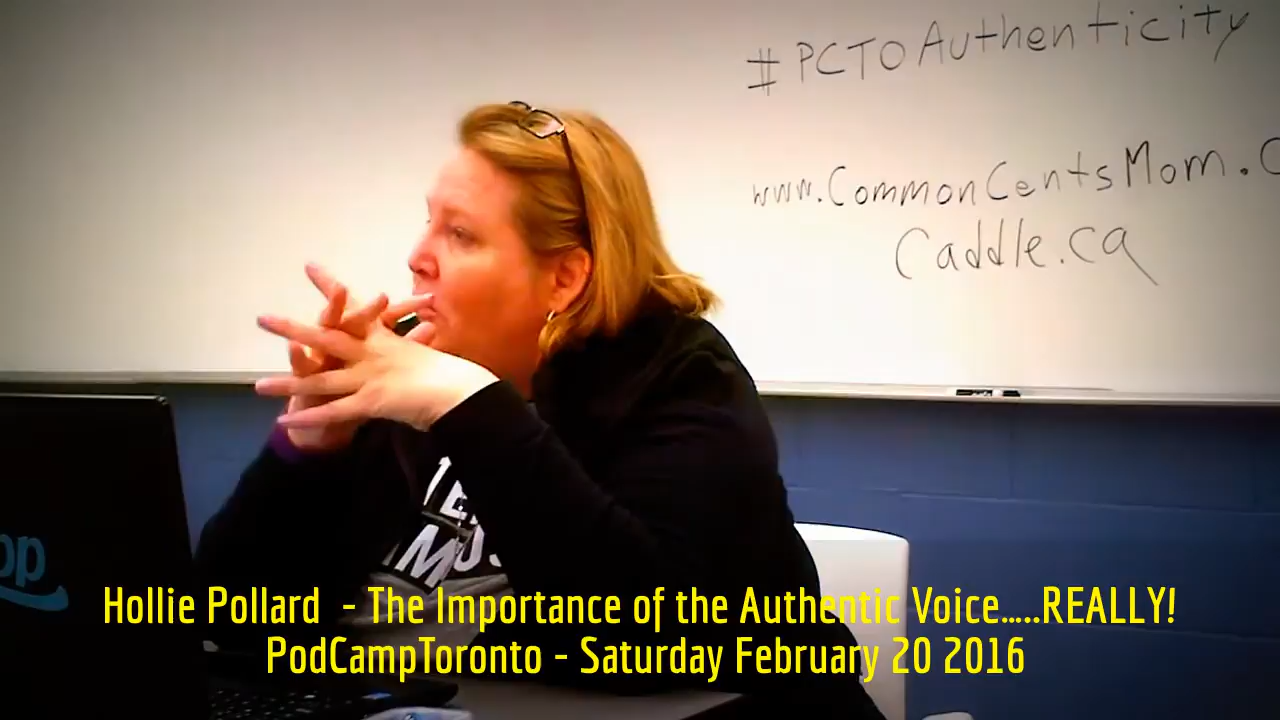 #PCTOAuthenticity
www.CommonCentsMom.C
Caddle.ca
Hollie Pollard - The Importance of the Authentic Voice.....REALLY!
PodCampToronto - Saturday February 20 2016